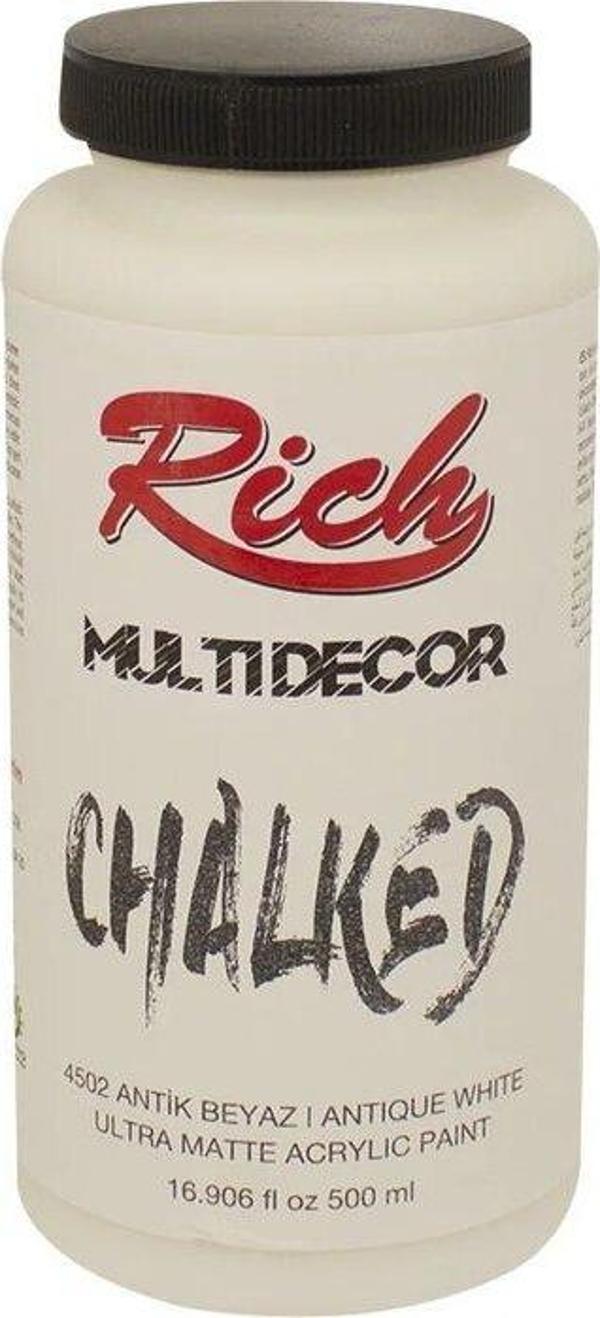 Rich
MULTIDECOR
CHALKED
4502 ANTİK BEYAZ | ANTIQUE WHITE
ULTRA MATTE ACRYLIC PAINT
16.906 fl oz 500 ml